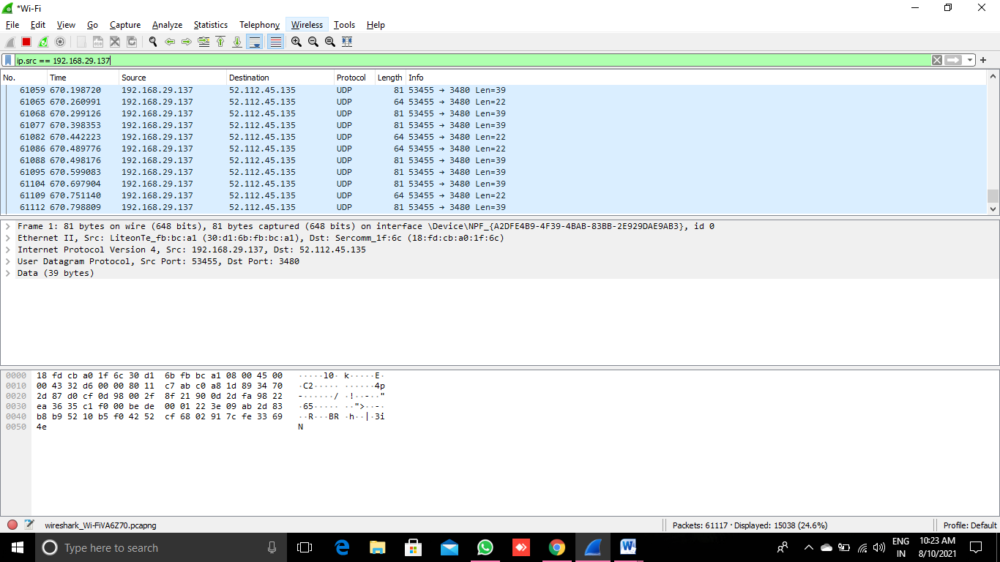 *Wi-Fi
File Edit View Go Capture Analyze Statistics Telephony Wireless Tools Help
ip.src == 192.168.29.137
No. Time Source Destination Protocol Length Info
61059 670.198720 192.168.29.137 52.112.45.135 UDP 81 53455 → 3480 Len=39
61065 670.260991 192.168.29.137 52.112.45.135 UDP 64 53455 → 3480 Len=22
61068 670.299126 192.168.29.137 52.112.45.135 UDP 81 53455 → 3480 Len=39
61077 670.398353 192.168.29.137 52.112.45.135 UDP 81 53455 → 3480 Len=39
61082 670.442223 192.168.29.137 52.112.45.135 UDP 64 53455 → 3480 Len=22
61086 670.489776 192.168.29.137 52.112.45.135 UDP 64 53455 → 3480 Len=22
61088 670.498176 192.168.29.137 52.112.45.135 UDP 81 53455 → 3480 Len=39
61095 670.599083 192.168.29.137 52.112.45.135 UDP 81 53455 → 3480 Len=39
61104 670.697904 192.168.29.137 52.112.45.135 UDP 81 53455 → 3480 Len=39
61109 670.751140 192.168.29.137 52.112.45.135 UDP 64 53455 → 3480 Len=22
61112 670.798809 192.168.29.137 52.112.45.135 UDP 81 53455 → 3480 Len=39
Frame 1: 81 bytes on wire (648 bits), 81 bytes captured (648 bits) on interface \Device\NPF_{A2DFE4B9-4F39-4BAB-83BB-2E929DAE9AB3}, id 0
Ethernet II, Src: LiteonTe_fb:bc:a1 (30:d1:6b:fb:bc:a1), Dst: Sercomm_1f:6c (18:fd:cb:a0:1f:6c)
Internet Protocol Version 4, Src: 192.168.29.137, Dst: 52.112.45.135
User Datagram Protocol, Src Port: 53455, Dst Port: 3480
Data (39 bytes)
0000 18 fd cb a0 1f 6c 30 d1 6b fb bc a1 08 00 45 00 ·····l0· k·····E·
0010 00 43 32 d6 00 00 80 11 c7 ab c0 a8 1d 89 34 70 ·C2····· ······4p
0020 2d 87 d0 cf 0d 98 00 2f 8f 21 90 0d 2d fa 98 22 -······/ ·!··-··"
0030 ea 36 35 c1 f0 00 be de 00 01 22 3e 09 ab 2d 83 ·65····· ··">··-·
0040 b8 b9 52 10 b5 f0 42 52 cf 68 02 91 7c fe 33 69 ··R···BR ·h··|·3i
0050 4e N
wireshark_Wi-FiVA6Z70.pcapng Packets: 61117 · Displayed: 15038 (24.6%) Profile: Default
Type here to search
ENG
IN
10:23 AM
8/10/2021